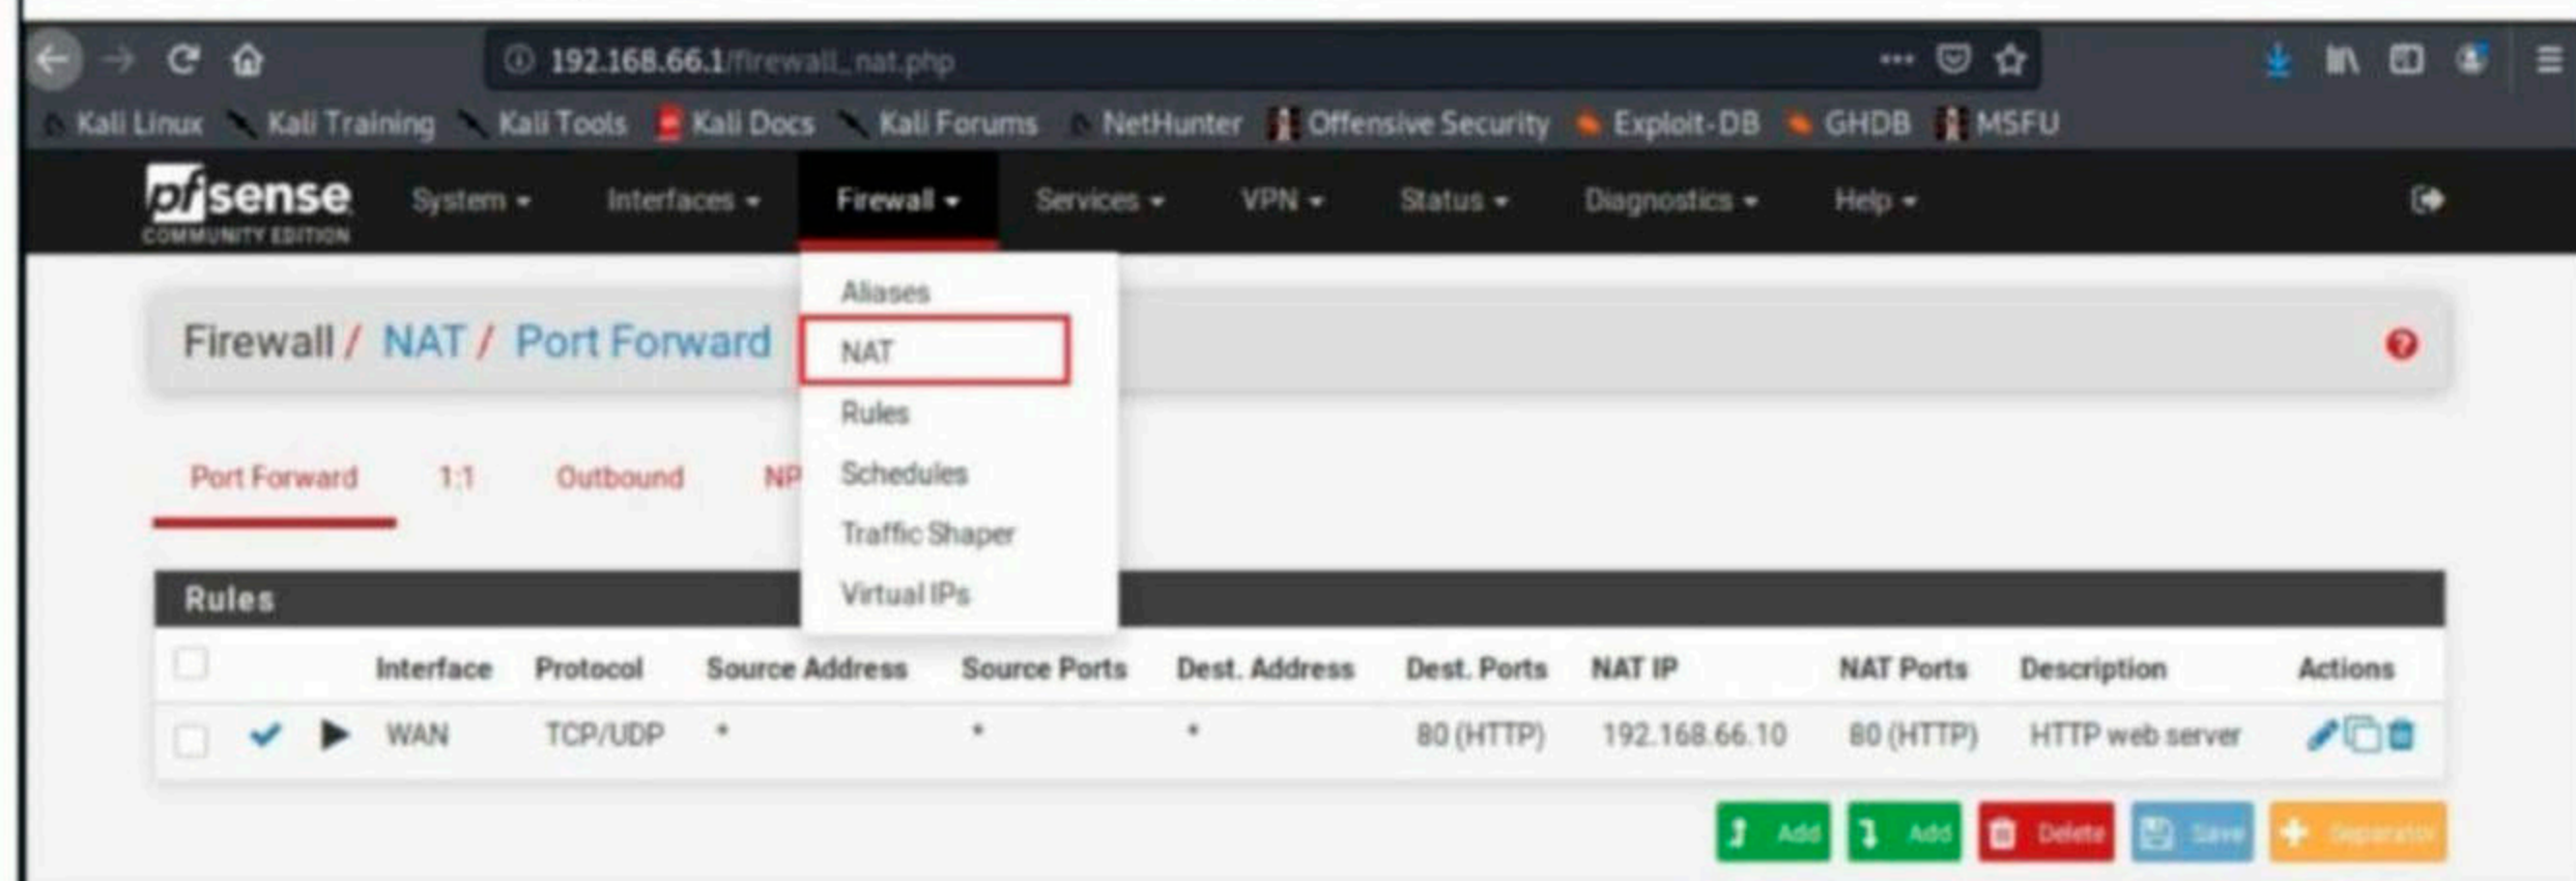 192.168.66.1/firewall_nat.php
Kali Linux Kali Training Kali Tools Kali Docs Kali Forums NetHunter Offensive Security Exploit-DB GHDB MSFU
pfsense System Interfaces Firewall Services VPN Status Diagnostics Help
COMMUNITY EDITION
Aliases
Firewall / NAT / Port Forward
NAT
Rules
Port Forward 1:1 Outbound NP
Schedules
Traffic Shaper
Virtual IPs
Rules
Interface Protocol Source Address Source Ports Dest. Address Dest. Ports NAT IP NAT Ports Description Actions
WAN TCP/UDP * * * 80 (HTTP) 192.168.66.10 80 (HTTP) HTTP web server
Add Add Delete Save Separator